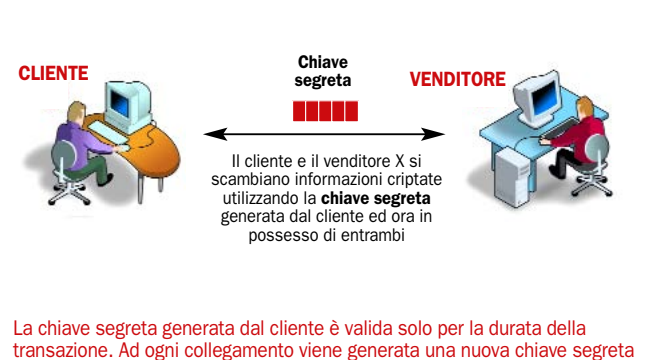 CLIENTE
Chiave
segreta
VENDITORE
Il cliente e il venditore X si
scambiano informazioni criptate
utilizzando la chiave segreta
generata dal cliente ed ora in
possesso di entrambi
La chiave segreta generata dal cliente è valida solo per la durata della
transazione. Ad ogni collegamento viene generata una nuova chiave segreta